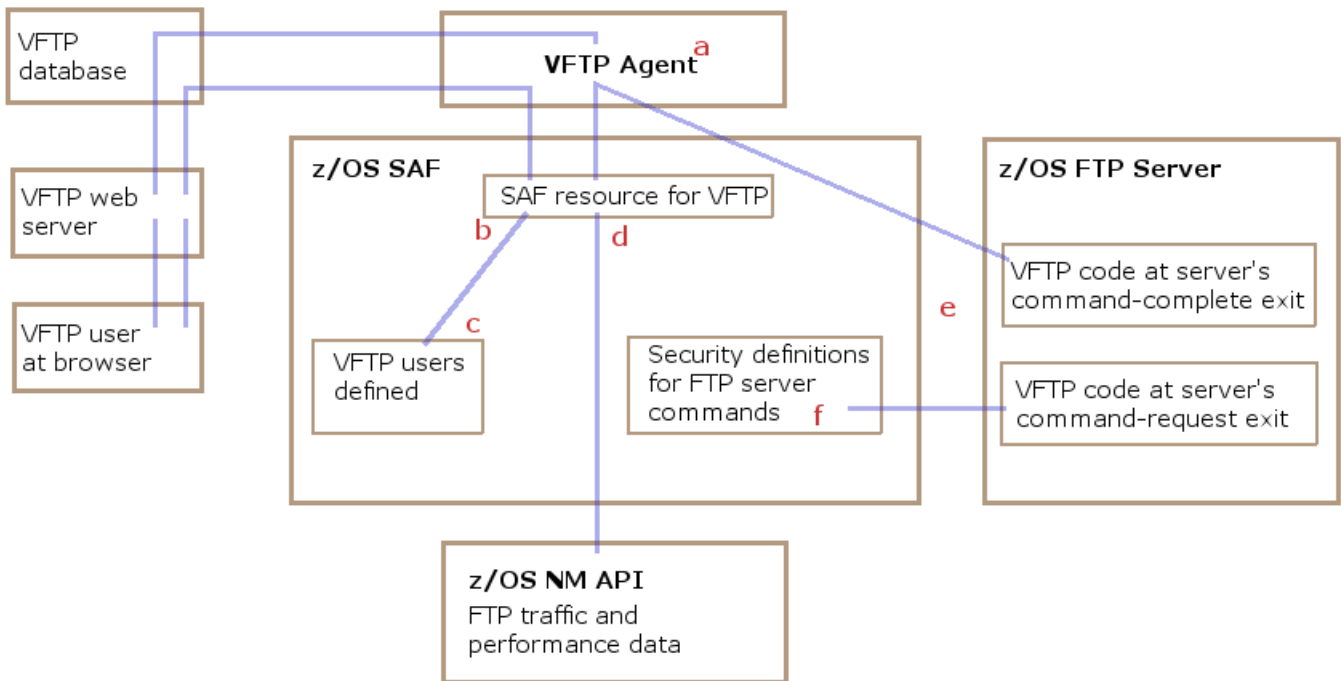 VFTP
database
VFTP Agent
a
z/OS SAF
z/OS FTP Server
VFTP web
server
SAF resource for VFTP
b
d
VFTP code at server's
command-complete exit
e
VFTP user
at browser
c
VFTP users
defined
Security definitions
for FTP server
commands
f
VFTP code at server's
command-request exit
z/OS NM API
FTP traffic and
performance data